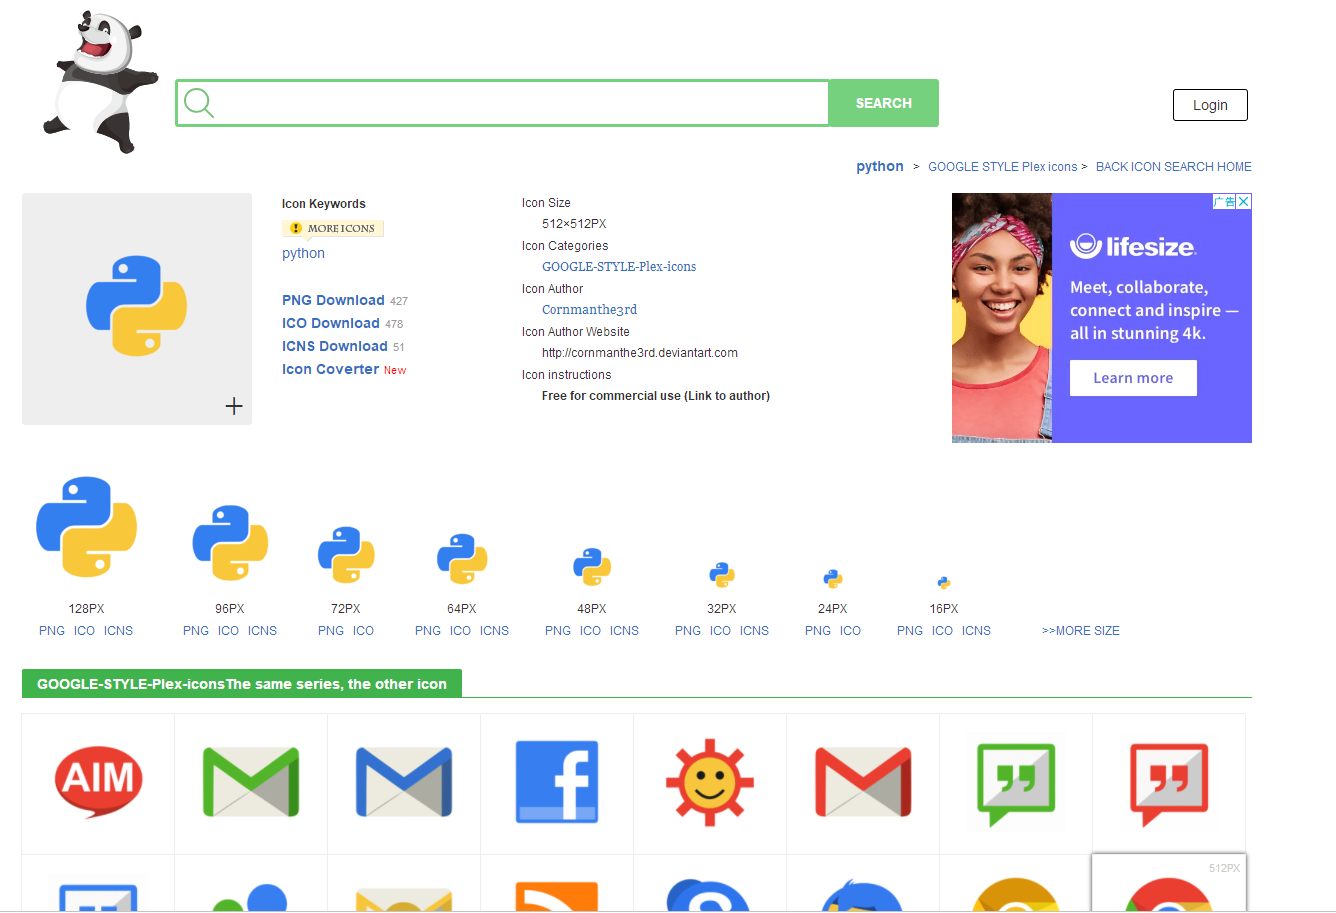 SEARCH
Login
python > GOOGLE STYLE Plex icons > BACK ICON SEARCH HOME
Icon Keywords
! MORE ICONS
python
PNG Download 427
ICO Download 478
ICNS Download 51
Icon Coverter New
Icon Size
512×512PX
Icon Categories
GOOGLE-STYLE-Plex-icons
Icon Author
Cornmanthe3rd
Icon Author Website
http://cornmanthe3rd.deviantart.com
Icon instructions
Free for commercial use (Link to author)
广告
lifesize
Meet, collaborate,
connect and inspire —
all in stunning 4k.
Learn more
128PX 96PX 72PX 64PX 48PX 32PX 24PX 16PX
PNG ICO ICNS PNG ICO ICNS PNG ICO PNG ICO ICNS PNG ICO ICNS PNG ICO ICNS PNG ICO PNG ICO ICNS >>MORE SIZE
GOOGLE-STYLE-Plex-iconsThe same series, the other icon
AIM
f
512PX